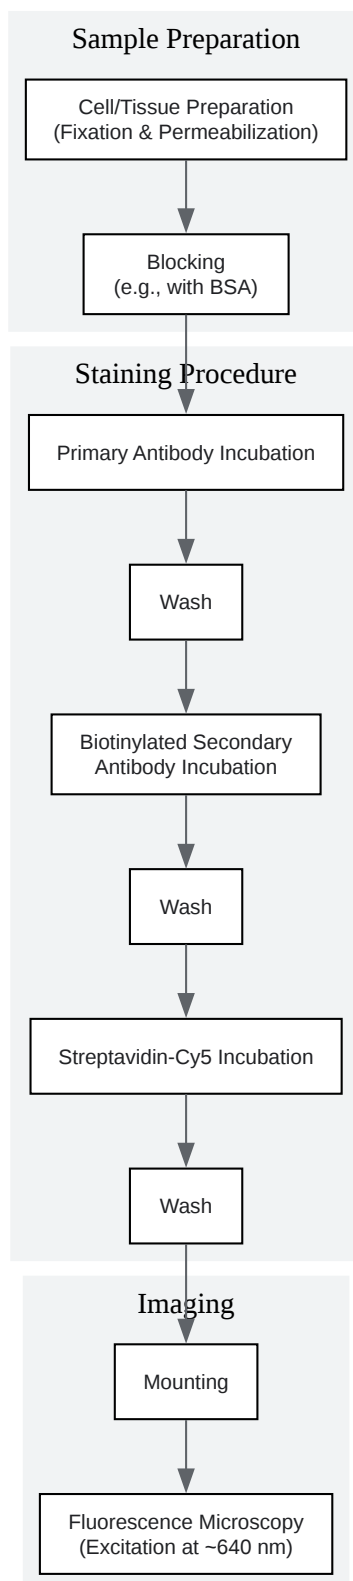 Sample Preparation
Cell/Tissue Preparation
(Fixation & Permeabilization)
Blocking
(e.g., with BSA)
Staining Procedure
Primary Antibody Incubation
Wash
Biotinylated Secondary
Antibody Incubation
Wash
Streptavidin-Cy5 Incubation
Wash
Imaging
Mounting
Fluorescence Microscopy
(Excitation at ~640 nm)